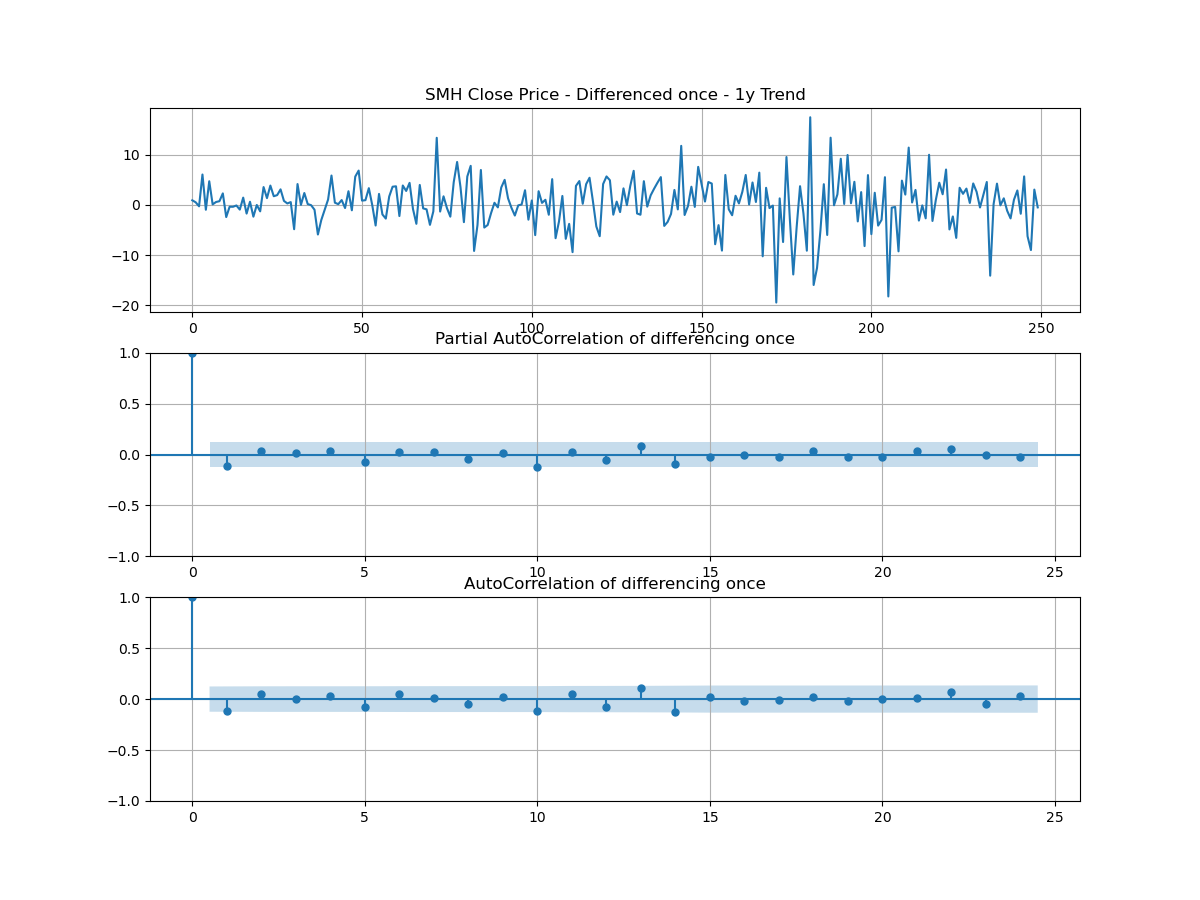 SMH Close Price - Differenced once - 1y Trend
10
0
−10
−20
0 50 100 150 200 250
Partial AutoCorrelation of differencing once
1.0
0.5
0.0
−0.5
−1.0
0 5 10 15 20 25
AutoCorrelation of differencing once
1.0
0.5
0.0
−0.5
−1.0
0 5 10 15 20 25